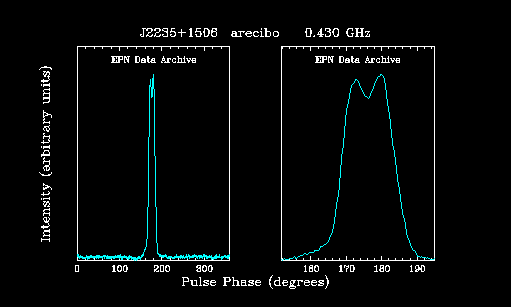 J2235+1506 arecibo 0.430 GHz
EPN Data Archive
EPN Data Archive
Intensity (arbitrary units)
0 100 200 300
160 170 180 190
Pulse Phase (degrees)